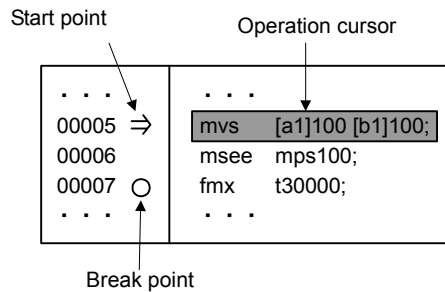 Start point
Operation cursor
. . . . . .
00005 ⇒ mvs [a1]100 [b1]100;
00006 msee mps100;
00007 ○ fmx t30000;
. . . . . .
Break point